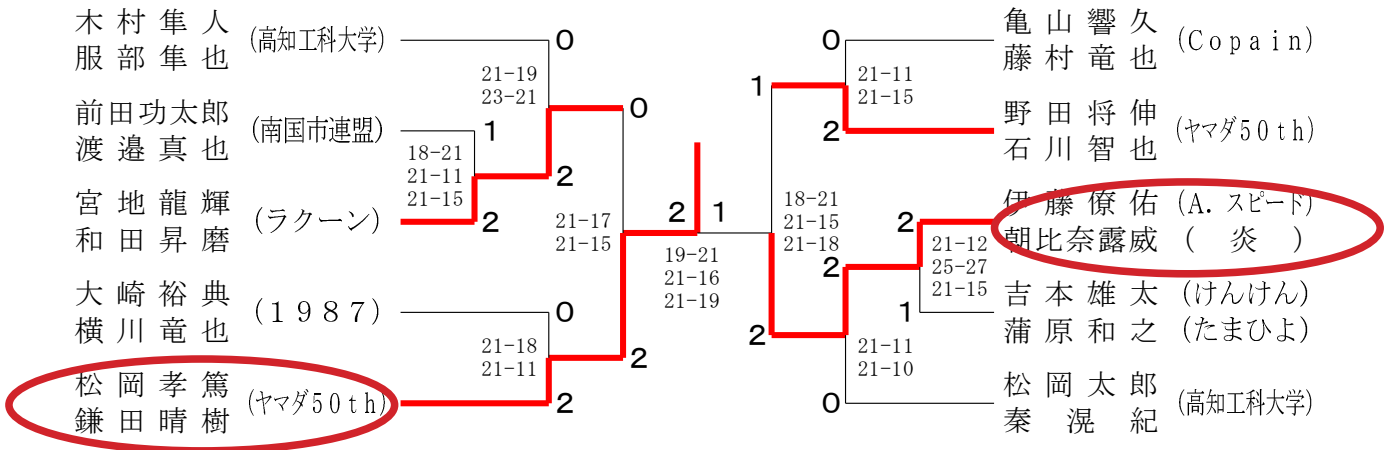 木村隼人
服部隼也
(高知工科大学)
0
21-19
23-21
前田功太郎
渡邉真也
(南国市連盟)
1
0
18-21
21-11
21-15
2
宮地龍輝
和田昇磨
(ラクーン)
2
21-17
21-15
大崎裕典
横川竜也
(1987)
0
21-18
21-11
2
松岡孝篤
鎌田晴樹
(ヤマダ50th)
2
2
1
19-21
21-16
21-19
亀山響久
藤村竜也
(Copain)
0
1
21-11
21-15
野田将伸
石川智也
(ヤマダ50th)
2
18-21
21-15
21-18
伊藤僚佑
(A.スピード)
朝比奈露威
(炎)
2
21-12
25-27
21-15
2
吉本雄太
(けんけん)
蒲原和之
(たまひよ)
1
2
21-11
21-10
松岡太郎
秦滉紀
(高知工科大学)
0